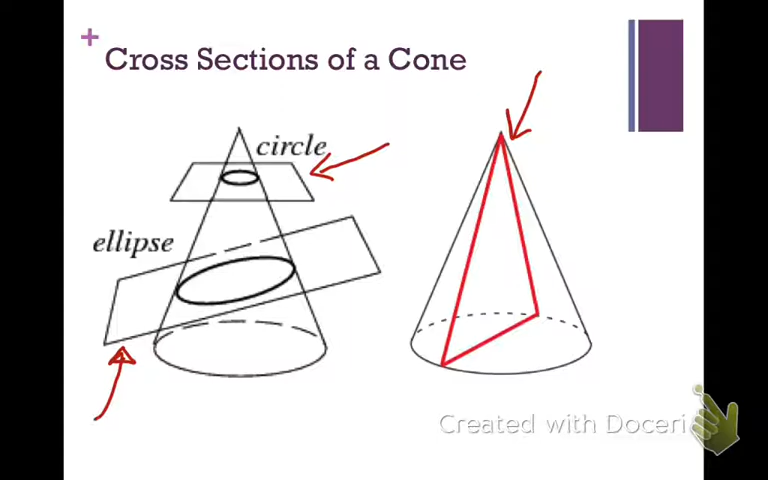 +
Cross Sections of a Cone
circle
ellipse
Created with Doceri